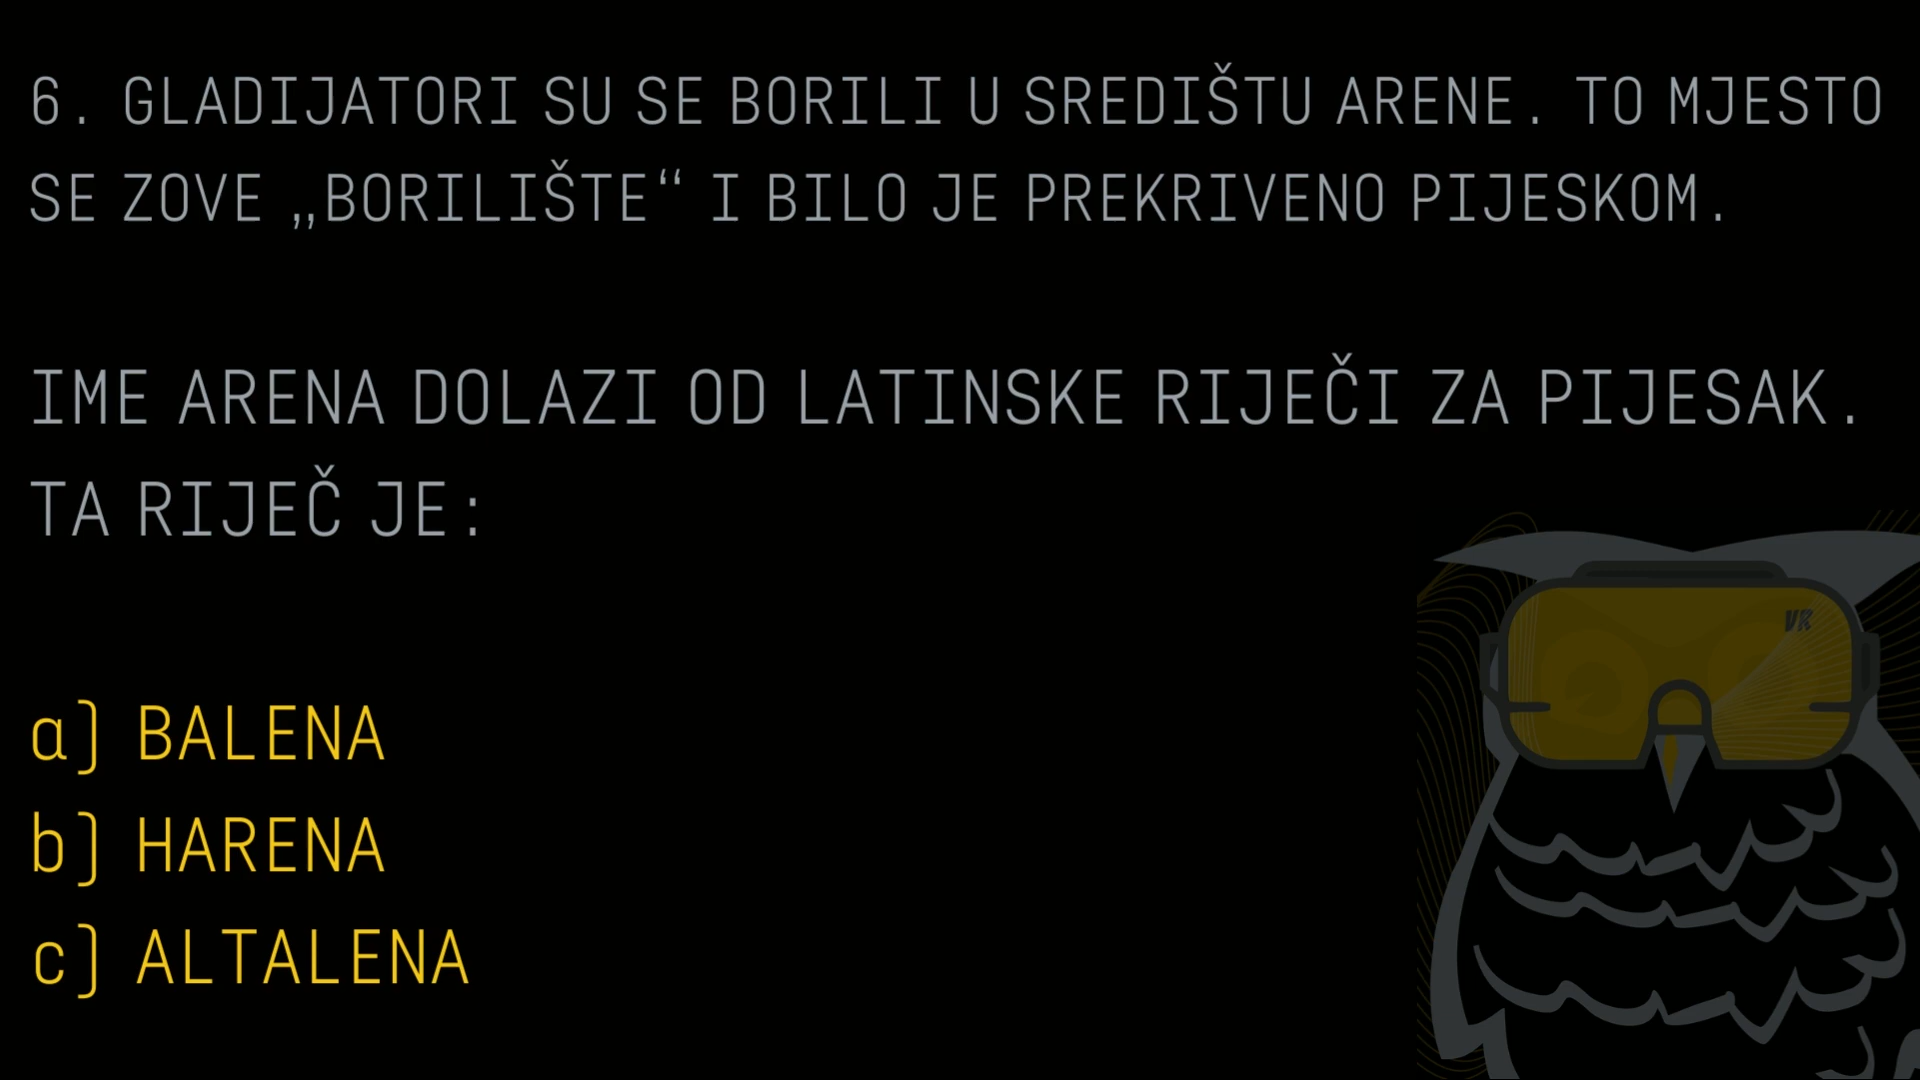 6. GLADIJATORI SU SE BORILI U SREDIŠTU ARENE. TO MJESTO
SE ZOVE „BORILIŠTE“ I BILO JE PREKRIVENO PIJESKOM.
IME ARENA DOLAZI OD LATINSKE RIJEČI ZA PIJESAK.
TA RIJEČ JE:
VR
a) BALENA
b) HARENA
c) ALTALENA